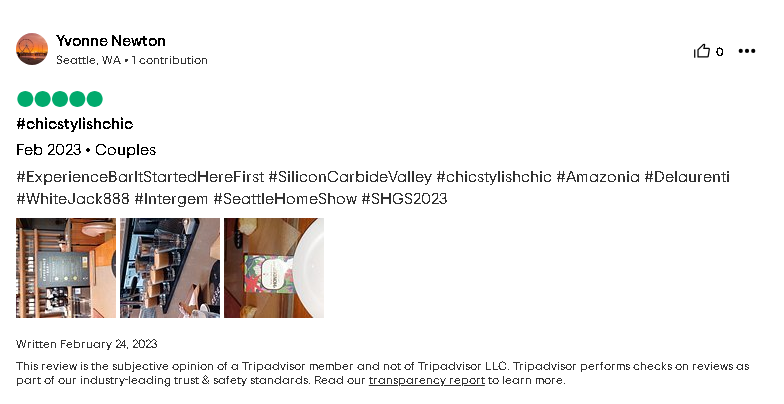 Yvonne Newton
Seattle, WA • 1 contribution
0
#chicstylishchic
Feb 2023 • Couples
#ExperienceBarItStartedHereFirst #SiliconCarbideValley #chicstylishchic #Amazonia #Delaurenti
#WhiteJack888 #Intergem #SeattleHomeShow #SHGS2023
Written February 24, 2023
This review is the subjective opinion of a Tripadvisor member and not of Tripadvisor LLC. Tripadvisor performs checks on reviews as
part of our industry-leading trust & safety standards. Read our transparency report to learn more.